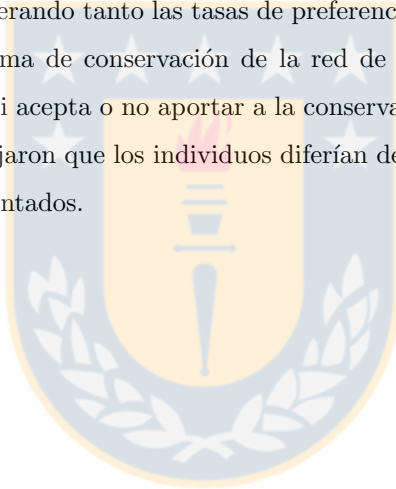 erando tanto las tasas de preferenc
ma de conservación de la red de
i acepta o no aportar a la conserva
jaron que los individuos diferían de
ntados.